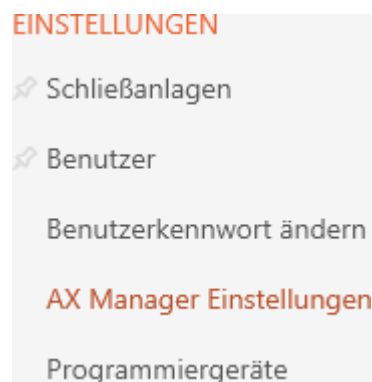 EINSTELLUNGEN
Schließanlagen
Benutzer
Benutzerkennwort ändern
AX Manager Einstellungen
Programmiergeräte